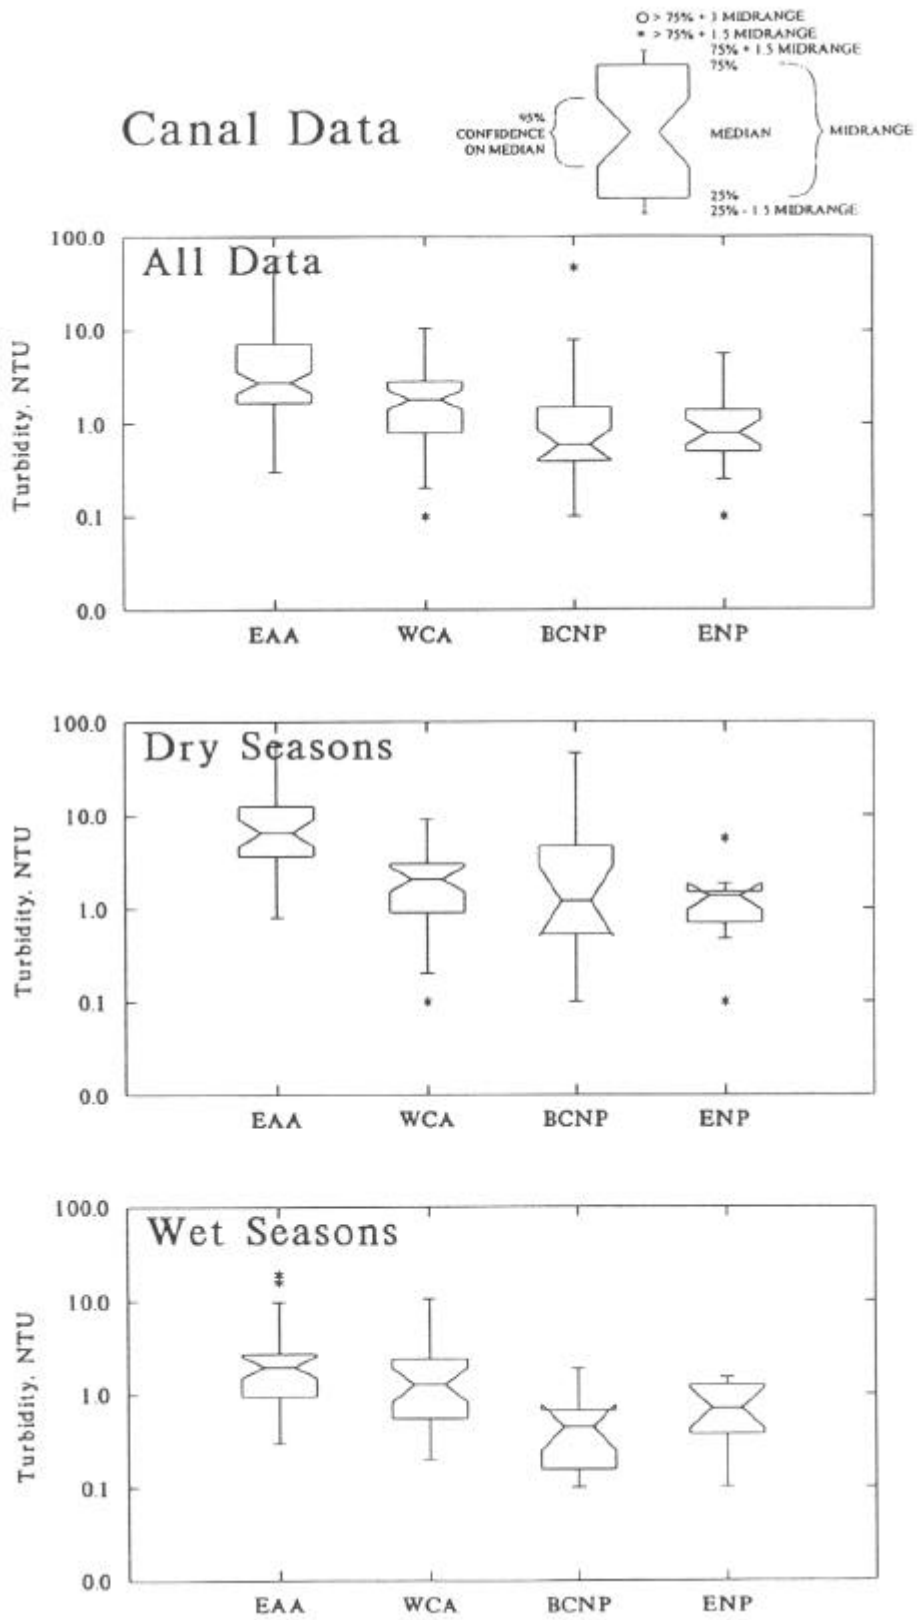 O > 75% + 3 MIDRANGE
* > 75% + 1 5 MIDRANGE
75% + 1.5 MIDRANGE
75%
Canal Data
95%
CONFIDENCE
ON MEDIAN
MEDIAN
MIDRANGE
25%
25% - 1 5 MIDRANGE
All Data
Turbidity, NTU
100.0
10.0
1.0
0.1
0.0
EAA WCA BCNP ENP
Dry Seasons
Turbidity, NTU
100.0
10.0
1.0
0.1
0.0
EAA WCA BCNP ENP
Wet Seasons
Turbidity, NTU
100.0
10.0
1.0
0.1
0.0
EAA WCA BCNP ENP